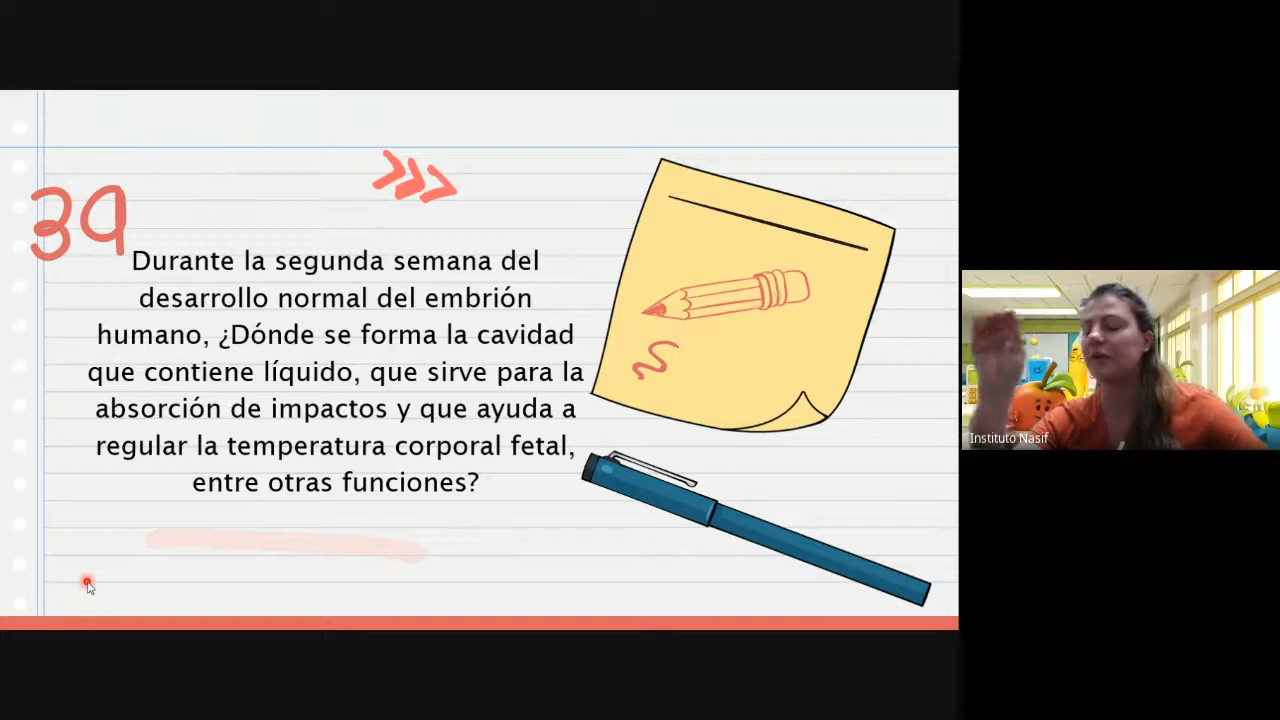 39
Durante la segunda semana del
desarrollo normal del embrión
humano, ¿Dónde se forma la cavidad
que contiene líquido, que sirve para la
absorción de impactos y que ayuda a
regular la temperatura corporal fetal,
entre otras funciones?
Instituto Nasif